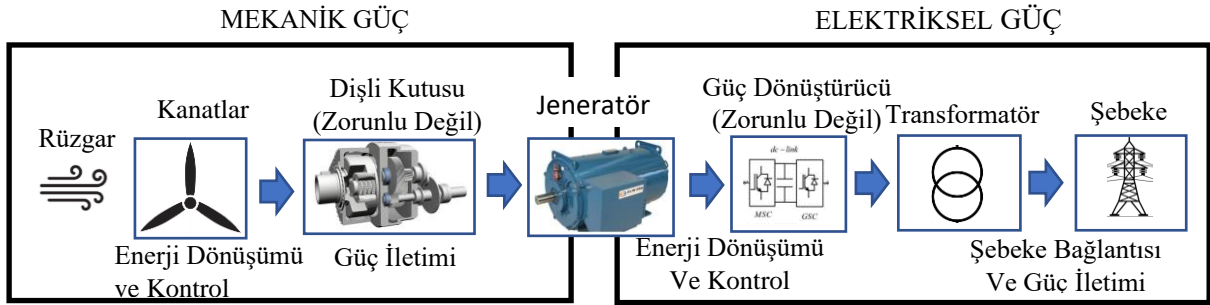 MEKANİK GÜÇ
ELEKTRİKSEL GÜÇ
Rüzgar
Kanatlar
Enerji Dönüşümü
ve Kontrol
Dişli Kutusu
(Zorunlu Değil)
Güç İletimi
Jeneratör
Güç Dönüştürücü
(Zorunlu Değil)
dc-link
MSC
GSC
Enerji Dönüşümü
Ve Kontrol
Transformatör
Şebeke
Şebeke Bağlantısı
Ve Güç İletimi